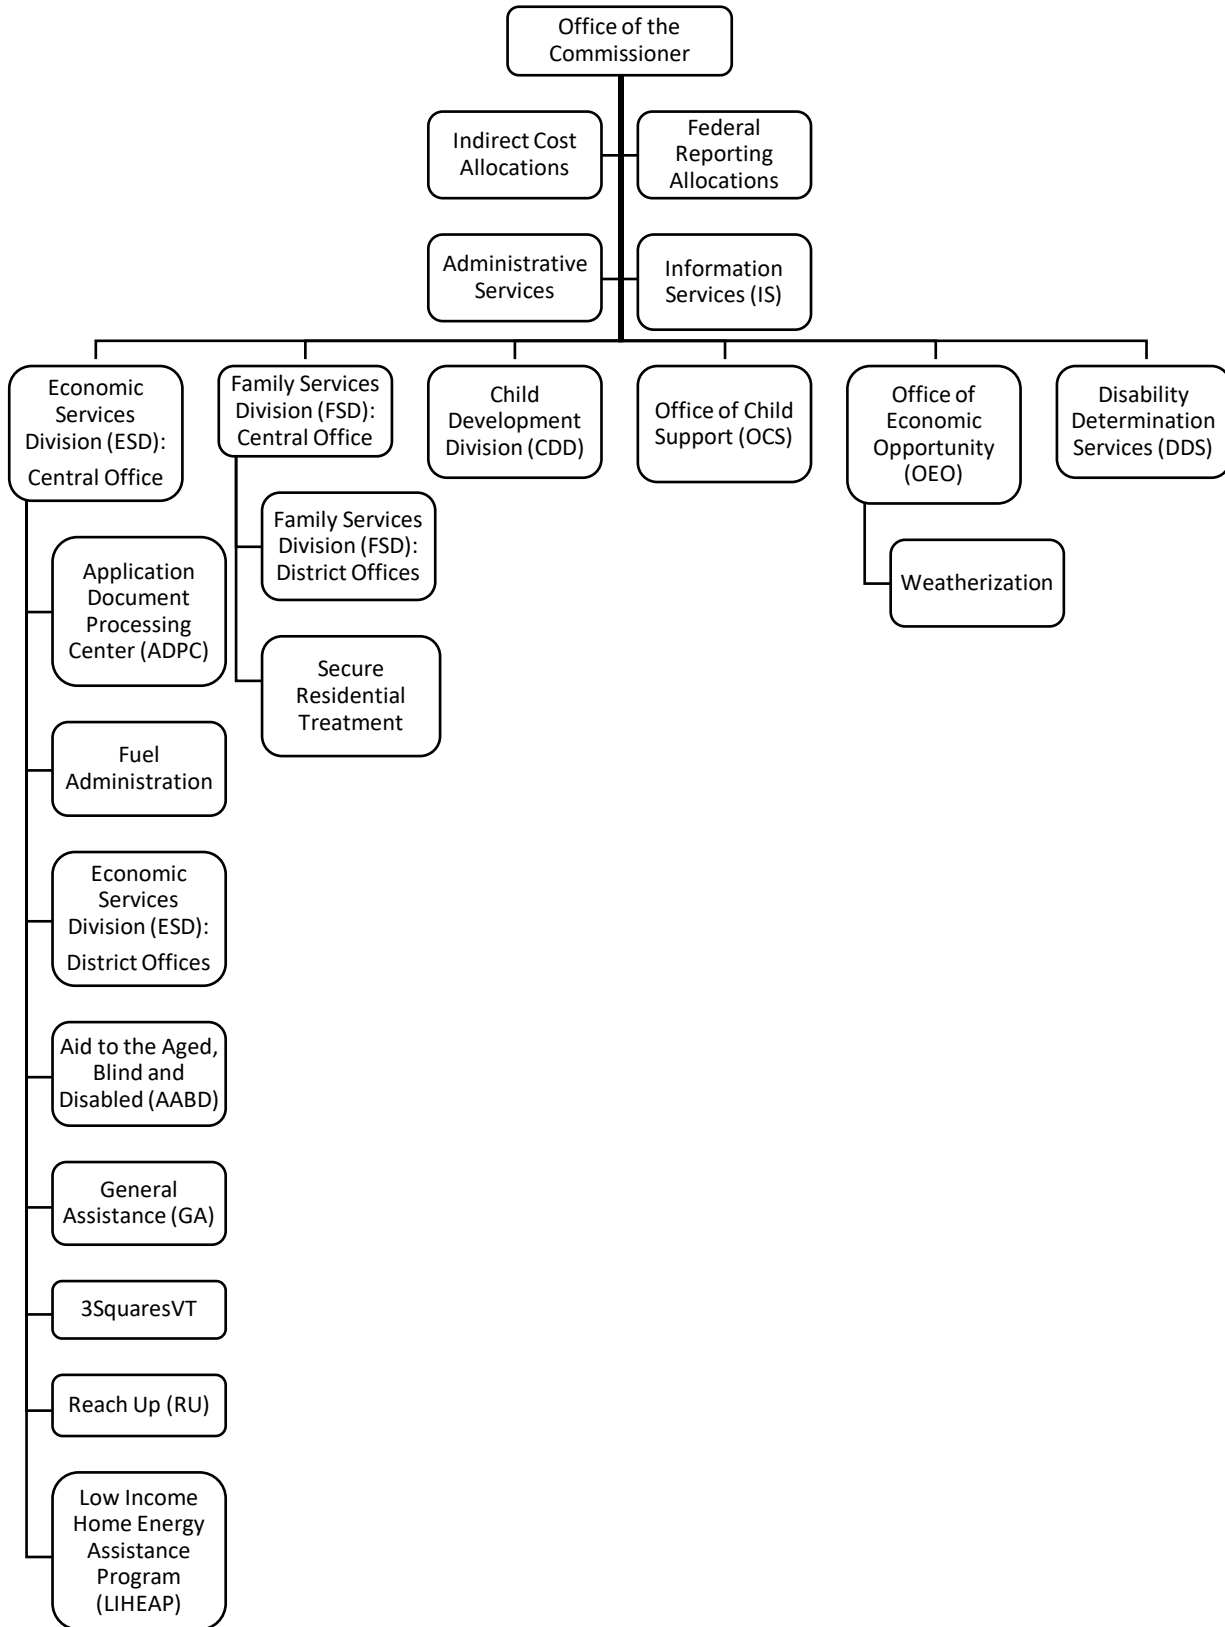 Office of the
Commissioner
Indirect Cost
Allocations
Federal
Reporting
Allocations
Administrative
Services
Information
Services (IS)
Economic
Services
Division (ESD):
Central Office
Family Services
Division (FSD):
Central Office
Child
Development
Division (CDD)
Office of Child
Support (OCS)
Office of
Economic
Opportunity
(OEO)
Disability
Determination
Services (DDS)
Application
Document
Processing
Center (ADPC)
Fuel
Administration
Economic
Services
Division (ESD):
District Offices
Aid to the Aged,
Blind and
Disabled (AABD)
General
Assistance (GA)
3SquaresVT
Reach Up (RU)
Low Income
Home Energy
Assistance
Program
(LIHEAP)
Family Services
Division (FSD):
District Offices
Secure
Residential
Treatment
Weatherization